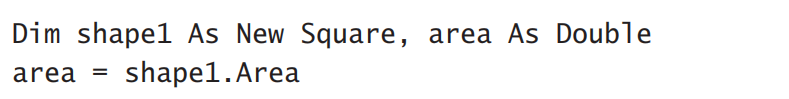 Dim shape1 As New Square, area As Double
area = shape1.Area